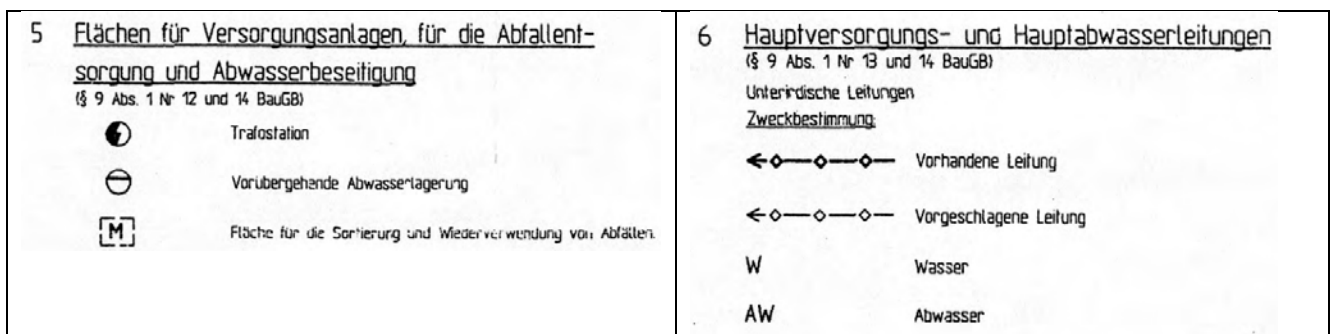 5 Flächen für Versorgungsanlagen, für die Abfallent-
sorgung und Abwasserbeseitigung
(§ 9 Abs. 1 Nr 12 und 14 BauGB)
Trafostation
Vorübergehende Abwasserlagerung
M Fläche für die Sortierung und Wiederverwendung von Abfällen.
6 Hauptversorgungs- und Hauptabwasserleitungen
(§ 9 Abs. 1 Nr 13 und 14 BauGB)
Unterirdische Leitungen
Zweckbestimmung:
Vorhandene Leitung
Vorgeschlagene Leitung
W Wasser
AW Abwasser